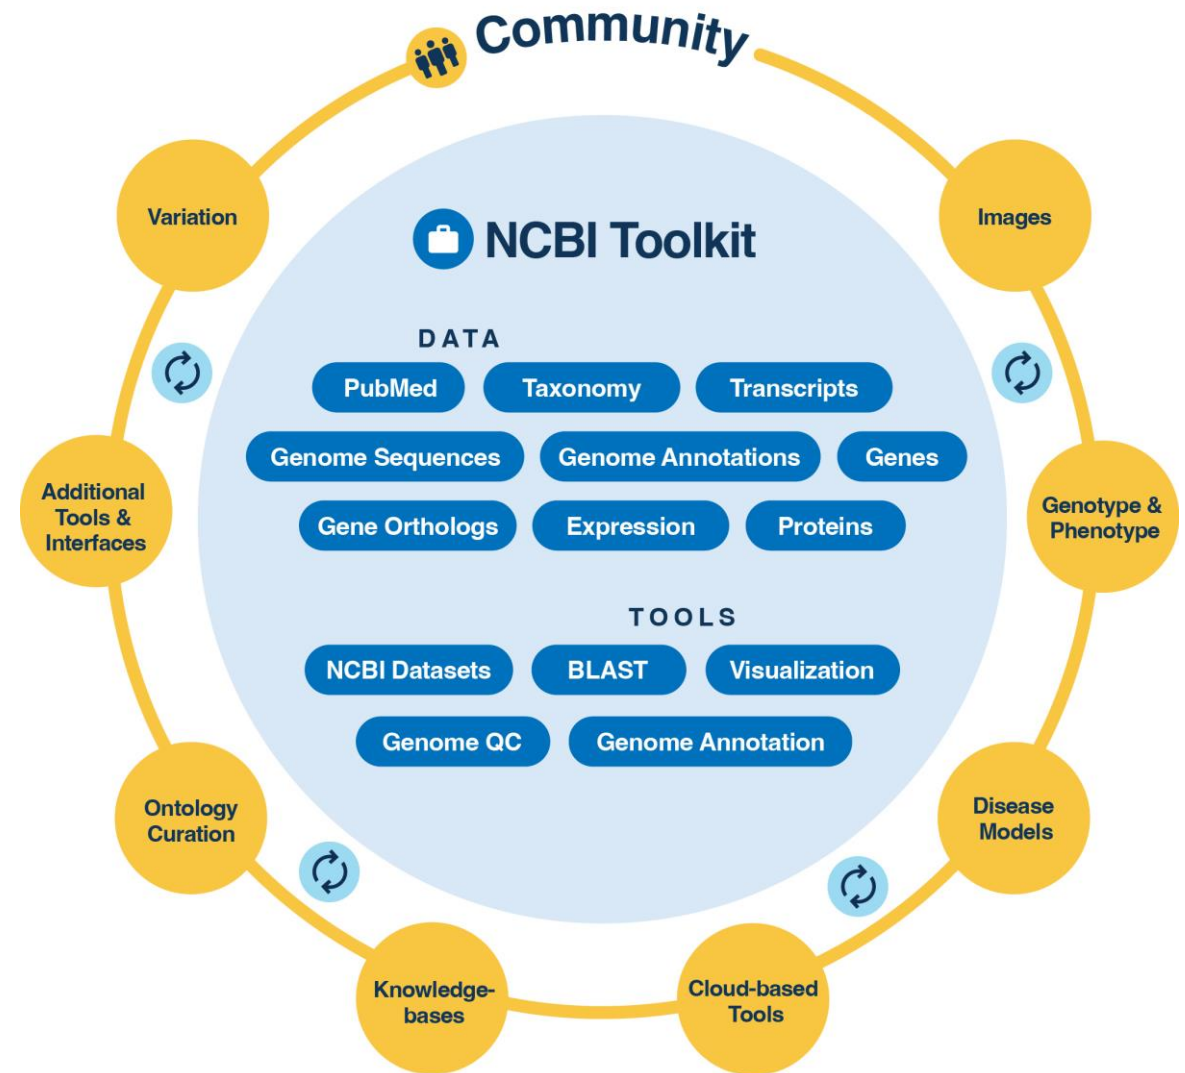 Community
Variation
Images
NCBI Toolkit
DATA
PubMed
Taxonomy
Transcripts
Genome Sequences
Genome Annotations
Genes
Gene Orthologs
Expression
Proteins
Additional
Tools &
Interfaces
Genotype &
Phenotype
TOOLS
NCBI Datasets
BLAST
Visualization
Genome QC
Genome Annotation
Ontology
Curation
Disease
Models
Knowledge-
bases
Cloud-based
Tools